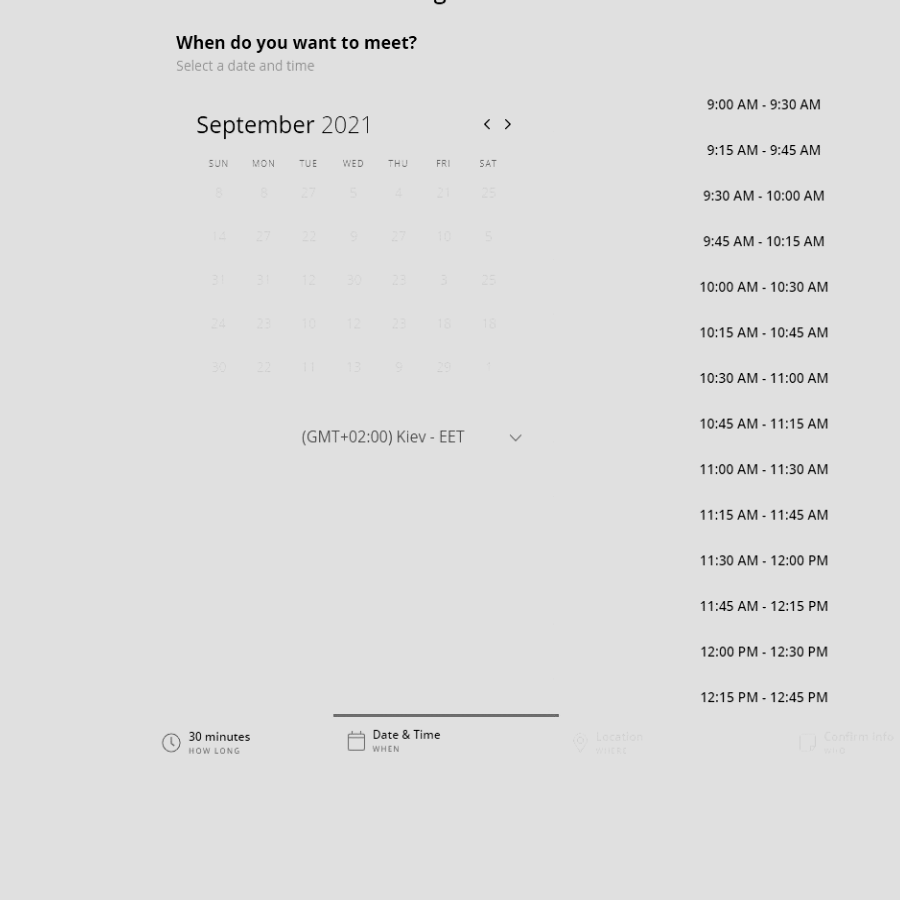 When do you want to meet?
Select a date and time
September 2021
SUN MON TUE WED THU FRI SAT
27 5 4 21 25
14 27 22 9 27 10
31 31 12 30 23 25
24 23 10 12 23 18 18
30 22 11 13 9 29 1
(GMT+02:00) Kiev - EET
9:00 AM - 9:30 AM
9:15 AM - 9:45 AM
9:30 AM - 10:00 AM
9:45 AM - 10:15 AM
10:00 AM - 10:30 AM
10:15 AM - 10:45 AM
10:30 AM - 11:00 AM
10:45 AM - 11:15 AM
11:00 AM - 11:30 AM
11:15 AM - 11:45 AM
11:30 AM - 12:00 PM
11:45 AM - 12:15 PM
12:00 PM - 12:30 PM
12:15 PM - 12:45 PM
30 minutes
HOW LONG
Date & Time
WHEN
Location
WHERE
Confirm info
WHO